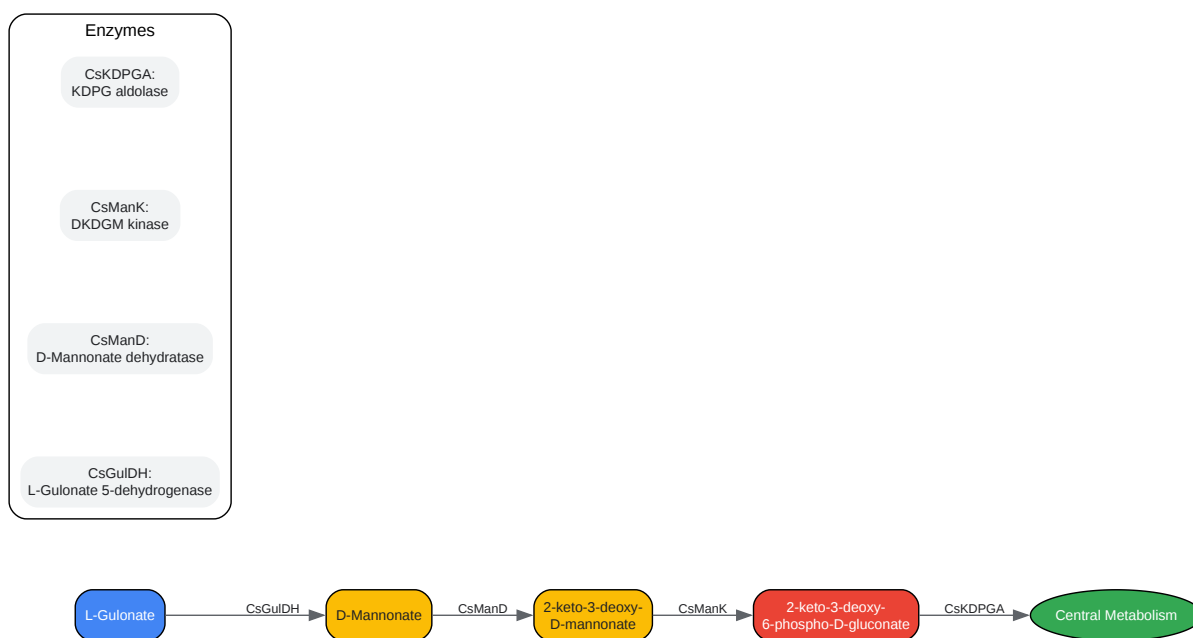 Enzymes
CsKDPGA:
KDPG aldolase
CsManK:
DKDGM kinase
CsManD:
D-Mannonate dehydratase
CsGulDH:
L-Gulonate 5-dehydrogenase
L-Gulonate
CsGulDH
D-Mannonate
CsManD
2-keto-3-deoxy-
D-mannonate
CsManK
2-keto-3-deoxy-
6-phospho-D-gluconate
CsKDPGA
Central Metabolism